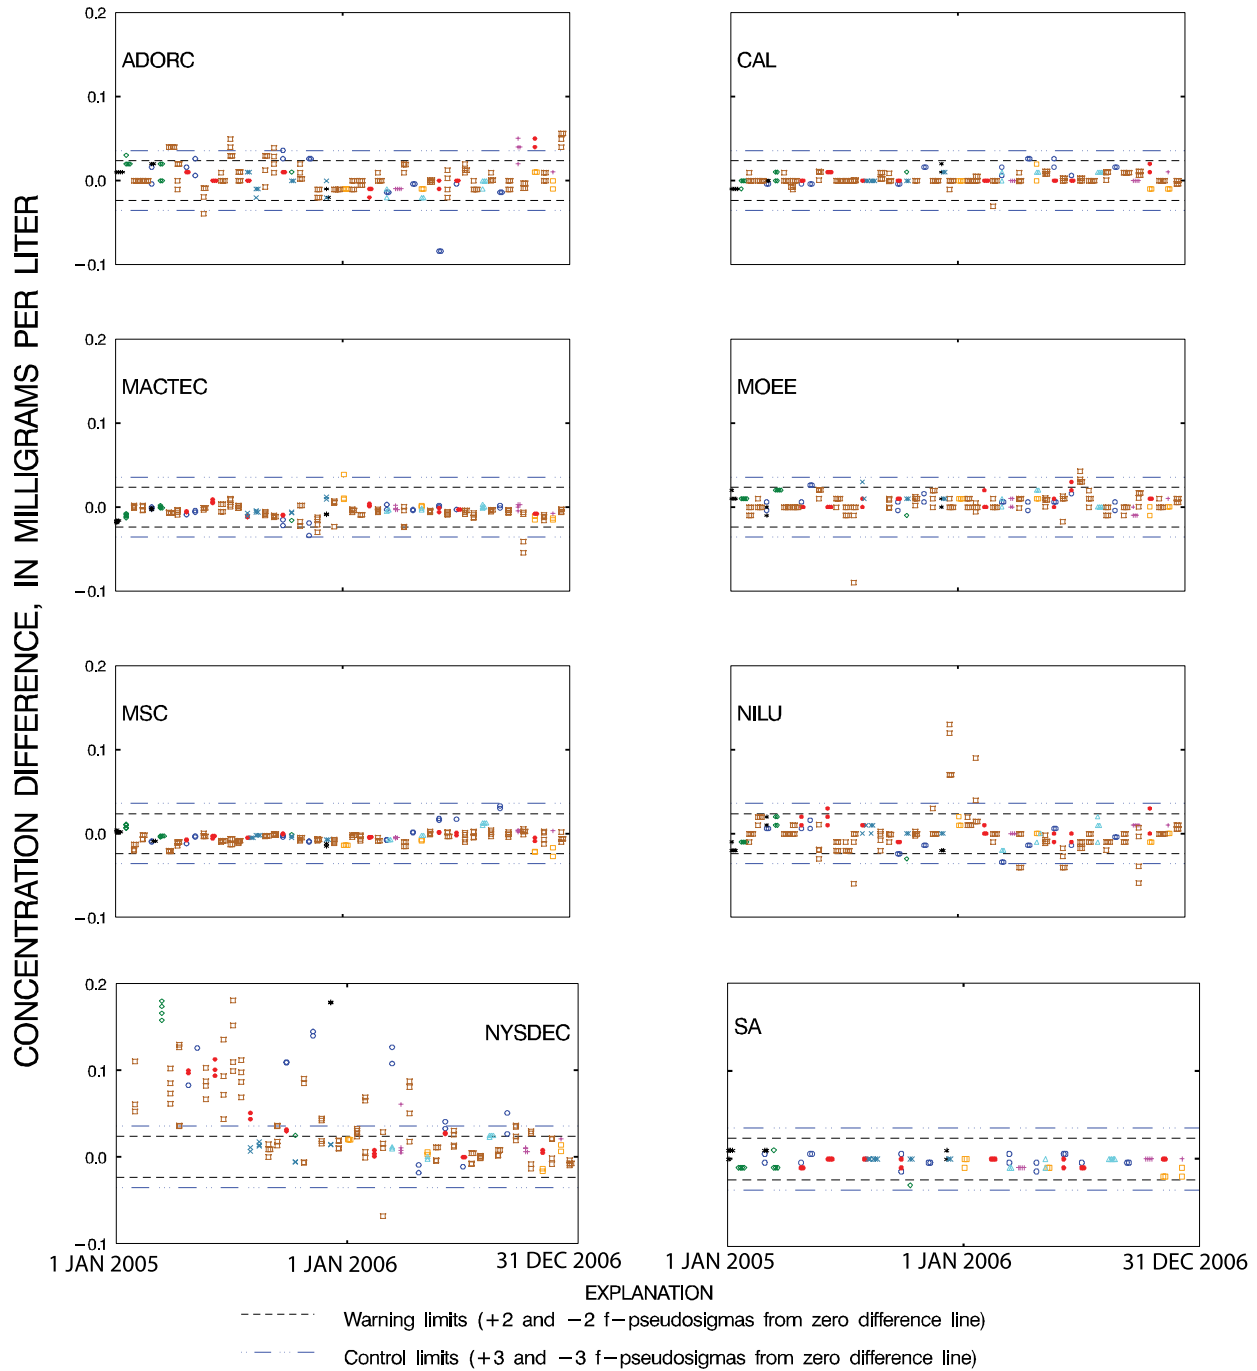 CONCENTRATION DIFFERENCE, IN MILLIGRAMS PER LITER
0.2
0.1
0.0
−0.1
ADORC
CAL
0.2
0.1
0.0
−0.1
MACTEC
MOEE
0.2
0.1
0.0
−0.1
MSC
NILU
0.2
0.1
0.0
−0.1
NYSDEC
SA
1 JAN 2005
1 JAN 2006
31 DEC 2006
1 JAN 2005
1 JAN 2006
31 DEC 2006
EXPLANATION
Warning limits (+2 and −2 f−pseudosigmas from zero difference line)
Control limits (+3 and −3 f−pseudosigmas from zero difference line)